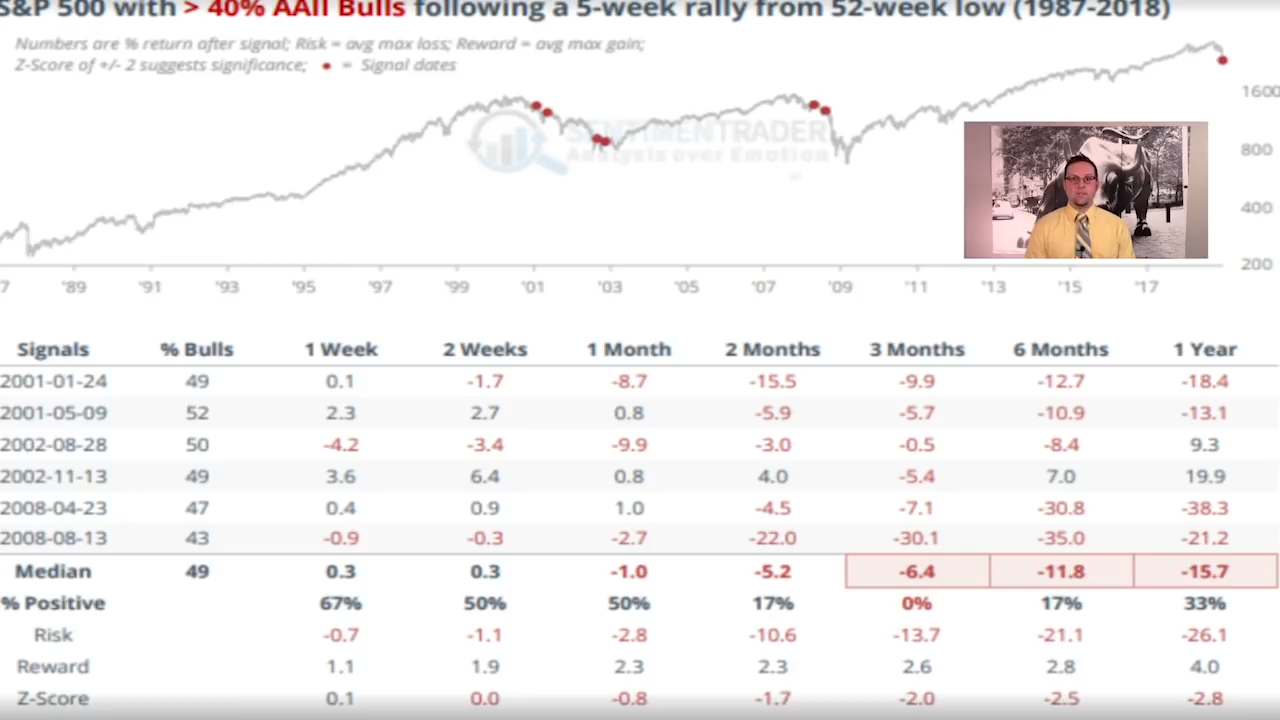 S&P 500 with > 40% AAII Bulls following a 5-week rally from 52-week low (1987-2018)
Numbers are % return after signal; Risk = avg max loss; Reward = avg max gain;
Z-Score of +/- 2 suggests significance; • = Signal dates
1600
SENTIMENTRADER
Analysis over Emotion
800
400
200
7 '89 '91 '93 '95 '97 '99 '01 '03 '05 '07 '09 '11 '13 '15 '17
Signals % Bulls 1 Week 2 Weeks 1 Month 2 Months 3 Months 6 Months 1 Year
2001-01-24 49 0.1 -1.7 -8.7 -15.5 -9.9 -12.7 -18.4
2001-05-09 52 2.3 2.7 0.8 -5.9 -5.7 -10.9 -13.1
2002-08-28 50 -4.2 -3.4 -9.9 -3.0 -0.5 -8.4 9.3
2002-11-13 49 3.6 6.4 0.8 4.0 -5.4 7.0 19.9
2008-04-23 47 0.4 0.9 1.0 -4.5 -7.1 -30.8 -38.3
2008-08-13 43 -0.9 -0.3 -2.7 -22.0 -30.1 -35.0 -21.2
Median 49 0.3 0.3 -1.0 -5.2 -6.4 -11.8 -15.7
% Positive 67% 50% 50% 17% 0% 17% 33%
Risk -0.7 -1.1 -2.8 -10.6 -13.7 -21.1 -26.1
Reward 1.1 1.9 2.3 2.3 2.6 2.8 4.0
Z-Score 0.1 0.0 -0.8 -1.7 -2.0 -2.5 -2.8